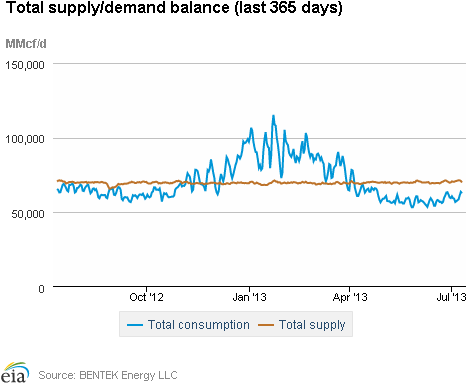 Total supply/demand balance (last 365 days)
MMcf/d
150,000
100,000
50,000
0
Oct '12 Jan '13 Apr '13 Jul '13
Total consumption Total supply
eia Source: BENTEK Energy LLC